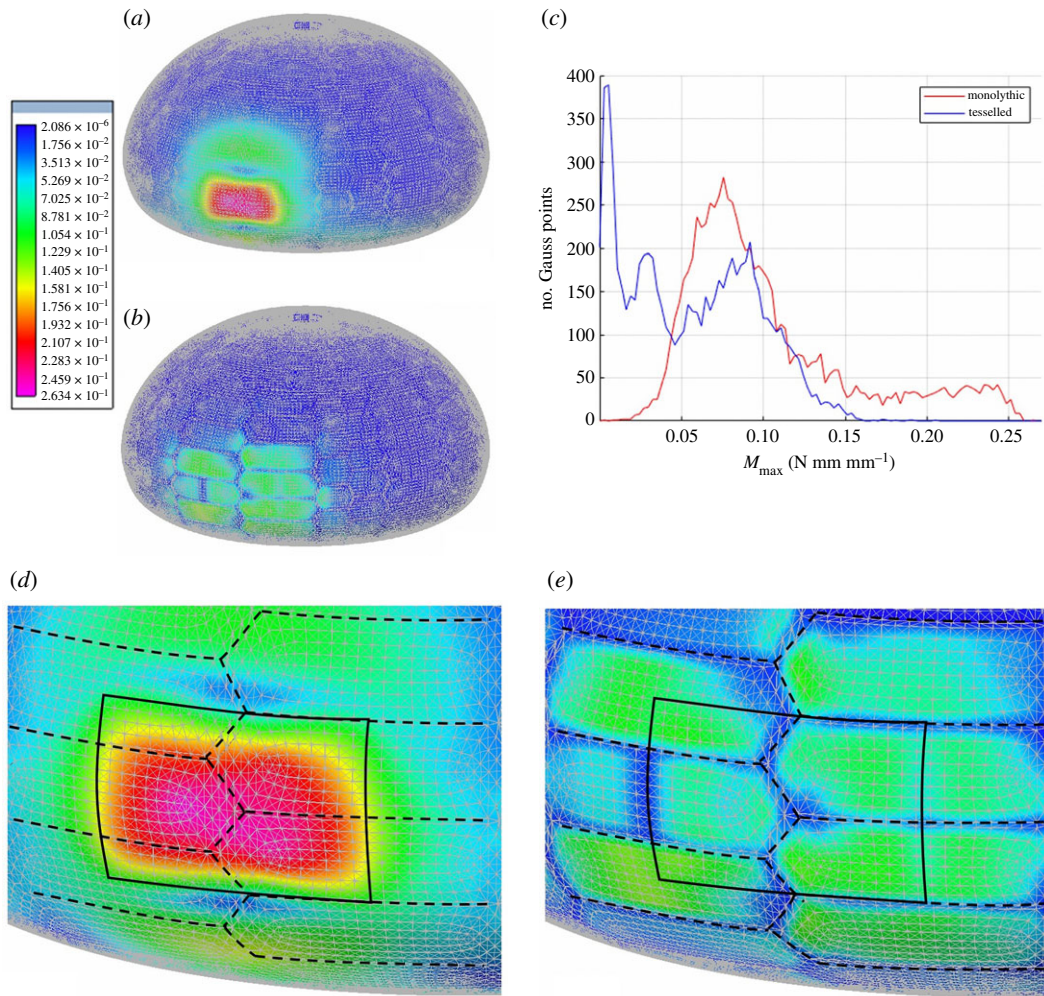 (a)
2.086 × 10⁻⁶
1.756 × 10⁻²
3.513 × 10⁻²
5.269 × 10⁻²
7.025 × 10⁻²
8.781 × 10⁻²
1.054 × 10⁻¹
1.229 × 10⁻¹
1.405 × 10⁻¹
1.581 × 10⁻¹
1.756 × 10⁻¹
1.932 × 10⁻¹
2.107 × 10⁻¹
2.283 × 10⁻¹
2.459 × 10⁻¹
2.634 × 10⁻¹
(b)
(c)
400
350
300
250
200
150
100
50
0
no. Gauss points
monolythic
tesselled
0.05
0.10
0.15
0.20
0.25
M_max (N mm mm⁻¹)
(d)
(e)